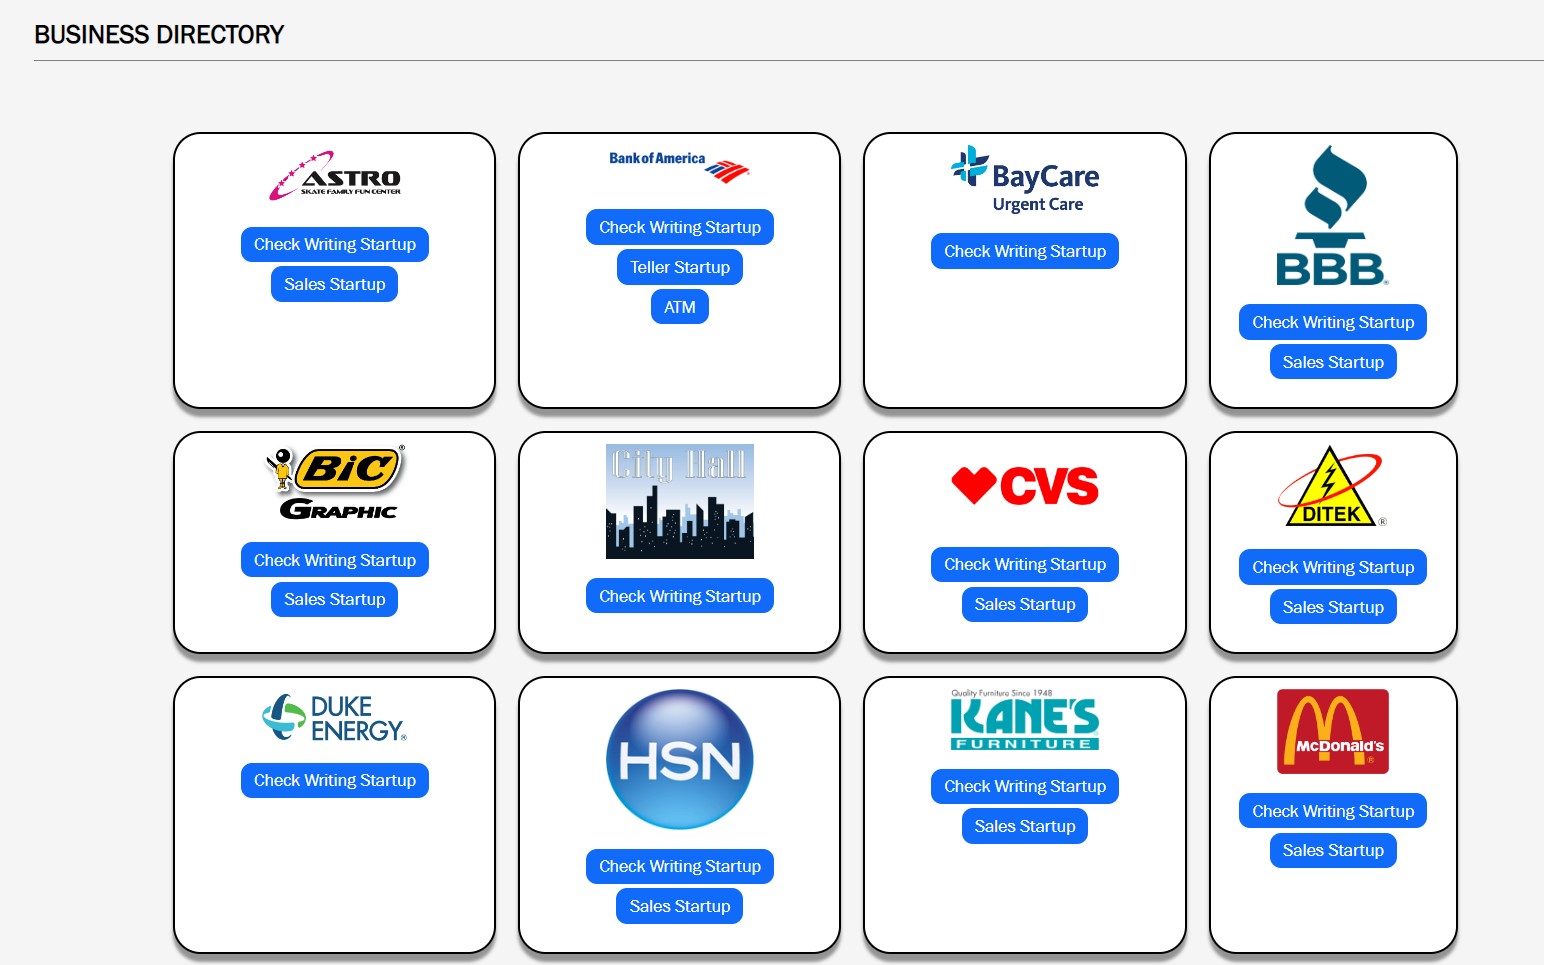 BUSINESS DIRECTORY
ASTRO
SKATE FAMILY FUN CENTER
Check Writing Startup
Sales Startup
Bank of America
Check Writing Startup
Teller Startup
ATM
BayCare
Urgent Care
Check Writing Startup
BBB®
Check Writing Startup
Sales Startup
BiC®
GRAPHIC
Check Writing Startup
Sales Startup
City Hall
Check Writing Startup
CVS
Check Writing Startup
Sales Startup
DITEK®
Check Writing Startup
Sales Startup
DUKE
ENERGY®
Check Writing Startup
HSN
Check Writing Startup
Sales Startup
Quality Furniture Since 1948
KANE'S
FURNITURE
Check Writing Startup
Sales Startup
McDonald's
®
Check Writing Startup
Sales Startup